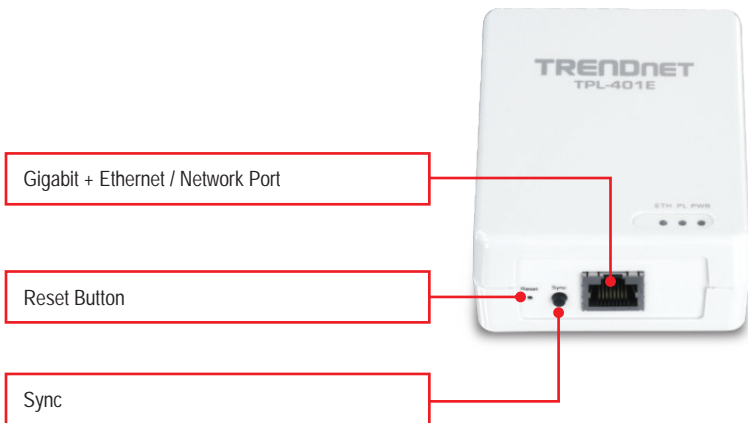 TRENDNET
TPL-401E
Gigabit + Ethernet / Network Port
ETH PL PWR
Reset Button
Reset
Sync
Sync